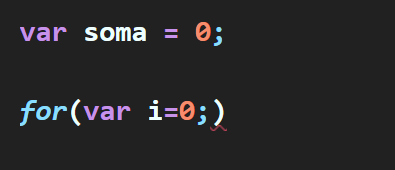 var soma = 0;
for(var i=0;)